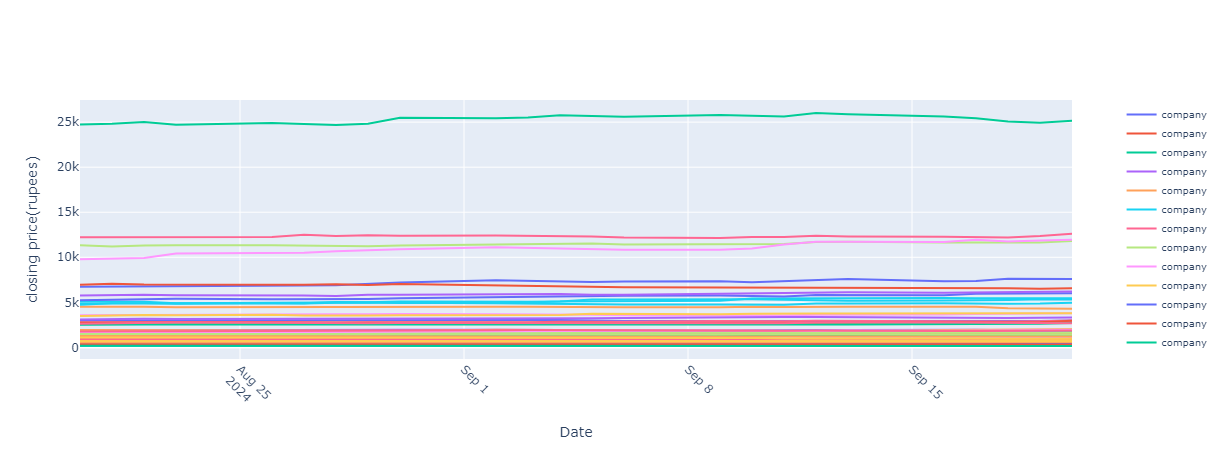 closing price(rupees)
25k
20k
15k
10k
5k
0
Aug 25
2024
Sep 1
Sep 8
Sep 15
Date
company
company
company
company
company
company
company
company
company
company
company
company
company